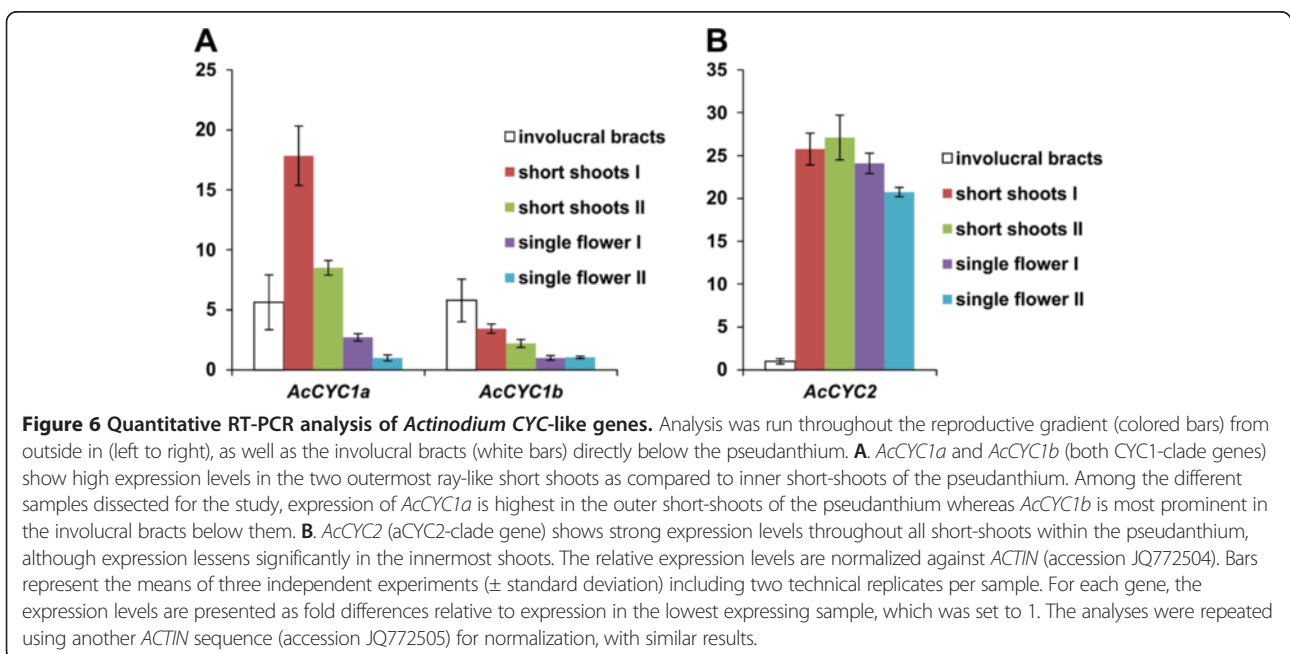 A
25
20
15
10
5
0
involucral bracts
short shoots I
short shoots II
single flower I
single flower II
AcCYC1a
AcCYC1b
B
35
30
25
20
15
10
5
0
involucral bracts
short shoots I
short shoots II
single flower I
single flower II
AcCYC2
Figure 6 Quantitative RT-PCR analysis of Actinodium CYC-like genes. Analysis was run throughout the reproductive gradient (colored bars) from
outside in (left to right), as well as the involucral bracts (white bars) directly below the pseudanthium. A. AcCYC1a and AcCYC1b (both CYC1-clade genes)
show high expression levels in the two outermost ray-like short shoots as compared to inner short-shoots of the pseudanthium. Among the different
samples dissected for the study, expression of AcCYC1a is highest in the outer short-shoots of the pseudanthium whereas AcCYC1b is most prominent in
the involucral bracts below them. B. AcCYC2 (aCYC2-clade gene) shows strong expression levels throughout all short-shoots within the pseudanthium,
although expression lessens significantly in the innermost shoots. The relative expression levels are normalized against ACTIN (accession JQ772504). Bars
represent the means of three independent experiments (± standard deviation) including two technical replicates per sample. For each gene, the
expression levels are presented as fold differences relative to expression in the lowest expressing sample, which was set to 1. The analyses were repeated
using another ACTIN sequence (accession JQ772505) for normalization, with similar results.